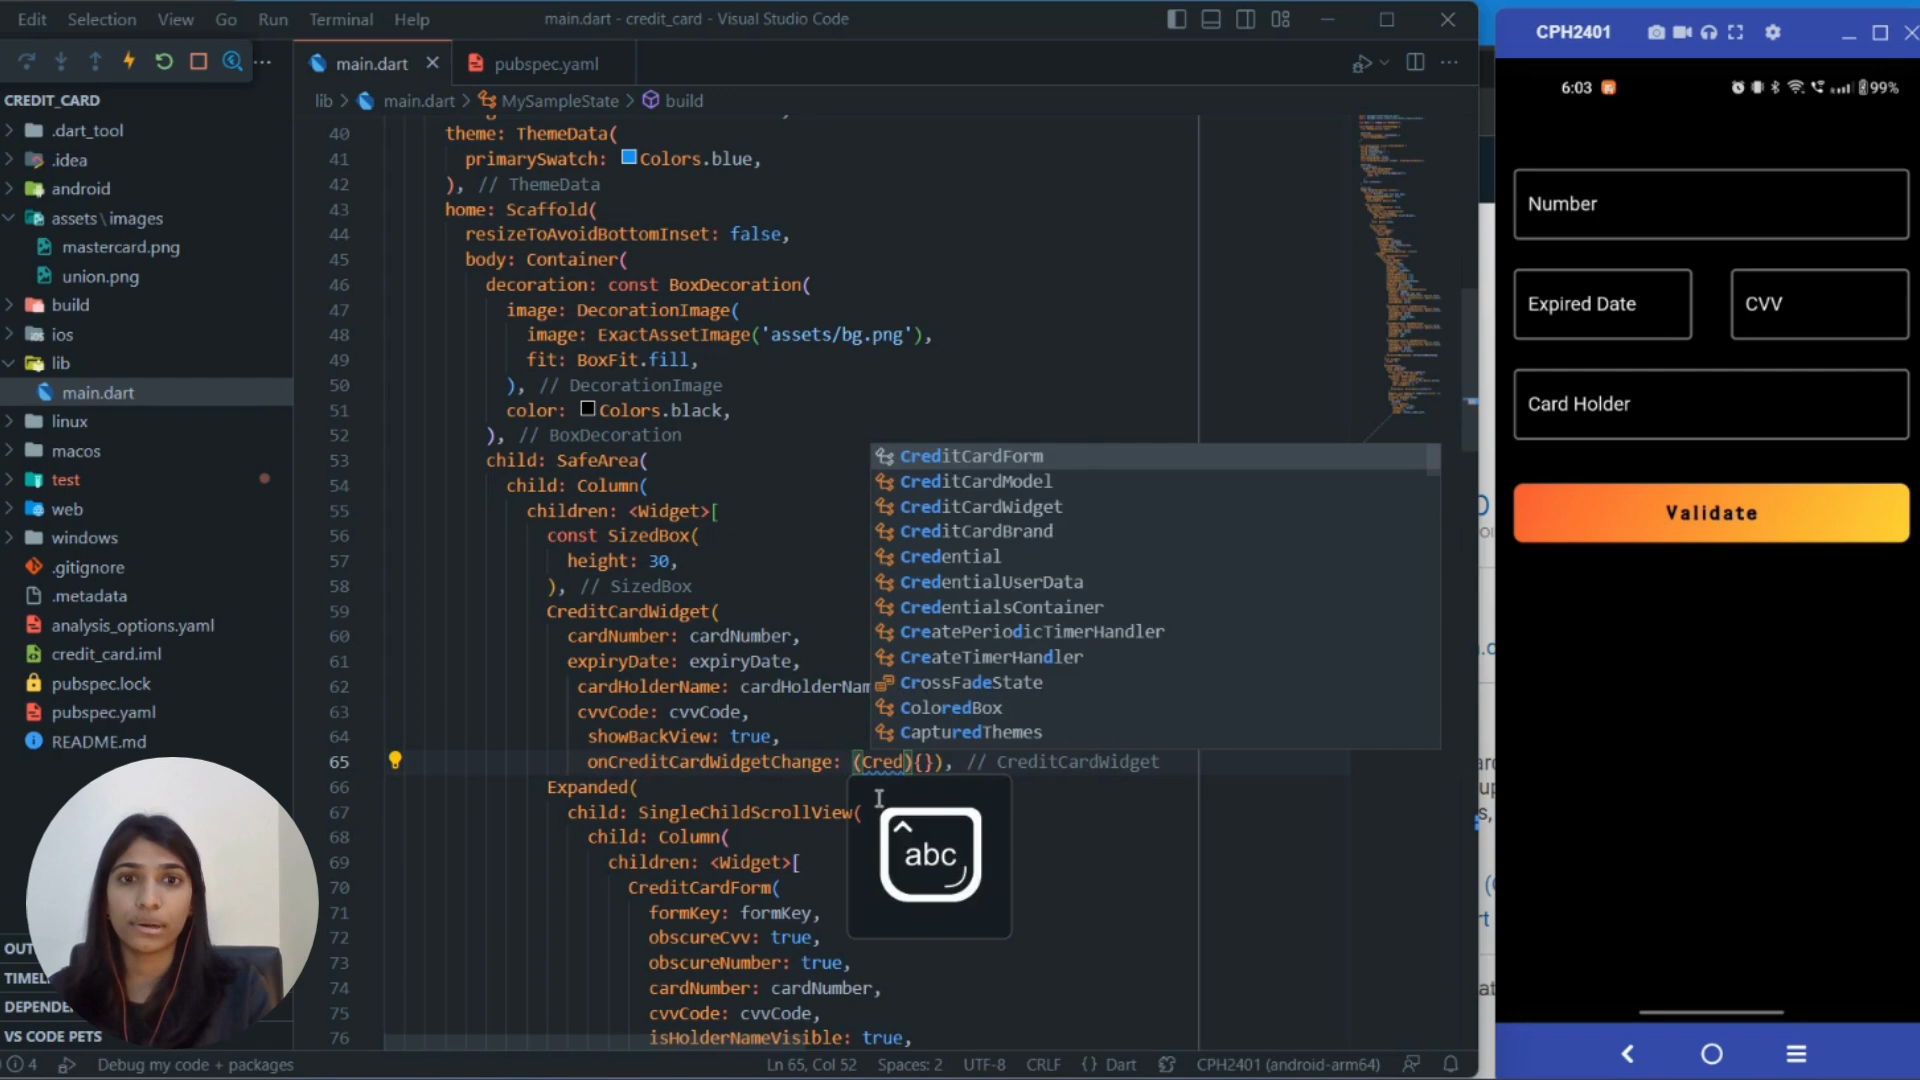 Edit Selection View Go Run Terminal Help
main.dart - credit_card - Visual Studio Code
main.dart
pubspec.yaml
lib > main.dart > MySampleState > build
CREDIT_CARD
.dart_tool
.idea
android
assets\images
mastercard.png
union.png
build
ios
lib
main.dart
linux
macos
test
web
windows
.gitignore
.metadata
analysis_options.yaml
credit_card.iml
pubspec.lock
pubspec.yaml
README.md
TIMEL
DEPENDE
VS CODE PETS
40 theme: ThemeData(
41 primarySwatch: Colors.blue,
42 ), // ThemeData
43 home: Scaffold(
44 resizeToAvoidBottomInset: false,
45 body: Container(
46 decoration: const BoxDecoration(
47 image: DecorationImage(
48 image: ExactAssetImage('assets/bg.png'),
49 fit: BoxFit.fill,
50 ), // DecorationImage
51 color: Colors.black,
52 ), // BoxDecoration
53 child: SafeArea(
54 child: Column(
55 children: <Widget>[
56 const SizedBox(
57 height: 30,
58 ), // SizedBox
59 CreditCardWidget(
60 cardNumber: cardNumber,
61 expiryDate: expiryDate,
62 cardHolderName: cardHolderNam
63 cvvCode: cvvCode,
64 showBackView: true,
65 onCreditCardWidgetChange: (Cred){}), // CreditCardWidget
66 Expanded(
67 child: SingleChildScrollView(
68 child: Column(
69 children: <Widget>[
70 CreditCardForm(
71 formKey: formKey,
72 obscureCvv: true,
73 obscureNumber: true,
74 cardNumber: cardNumber,
75 cvvCode: cvvCode,
76 isHolderNameVisible: true,
CreditCardForm
CreditCardModel
CreditCardWidget
CreditCardBrand
Credential
CredentialUserData
CredentialsContainer
CreatePeriodicTimerHandler
CreateTimerHandler
CrossFadeState
ColoredBox
CapturedThemes
abc
4 Debug my code + packages
Ln 65, Col 52 Spaces: 2 UTF-8 CRLF {} Dart CPH2401 (android-arm64)
CPH2401
6:03
99%
Number
Expired Date
CVV
Card Holder
Validate